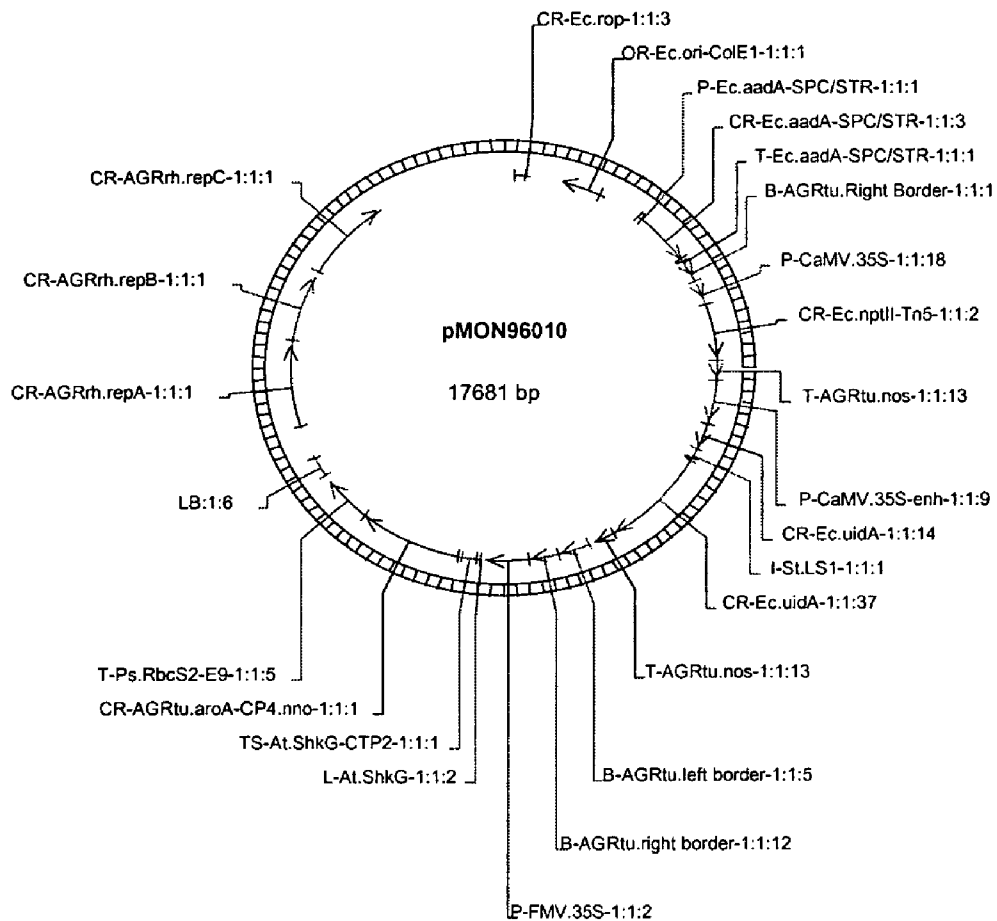 CR-Ec.rop-1:1:3
OR-Ec.ori-ColE1-1:1:1
P-Ec.aadA-SPC/STR-1:1:1
CR-Ec.aadA-SPC/STR-1:1:3
T-Ec.aadA-SPC/STR-1:1:1
B-AGRtu.Right Border-1:1:1
CR-AGRrh.repC-1:1:1
P-CaMV.35S-1:1:18
CR-AGRrh.repB-1:1:1
CR-Ec.nptII-Tn5-1:1:2
pMON96010
17681 bp
CR-AGRrh.repA-1:1:1
T-AGRtu.nos-1:1:13
LB:1:6
P-CaMV.35S-enh-1:1:9
CR-Ec.uidA-1:1:14
I-St.LS1-1:1:1
CR-Ec.uidA-1:1:37
T-Ps.RbcS2-E9-1:1:5
T-AGRtu.nos-1:1:13
CR-AGRtu.aroA-CP4.nno-1:1:1
TS-At.ShkG-CTP2-1:1:1
L-At.ShkG-1:1:2
B-AGRtu.left border-1:1:5
B-AGRtu.right border-1:1:12
P-FMV.35S-1:1:2